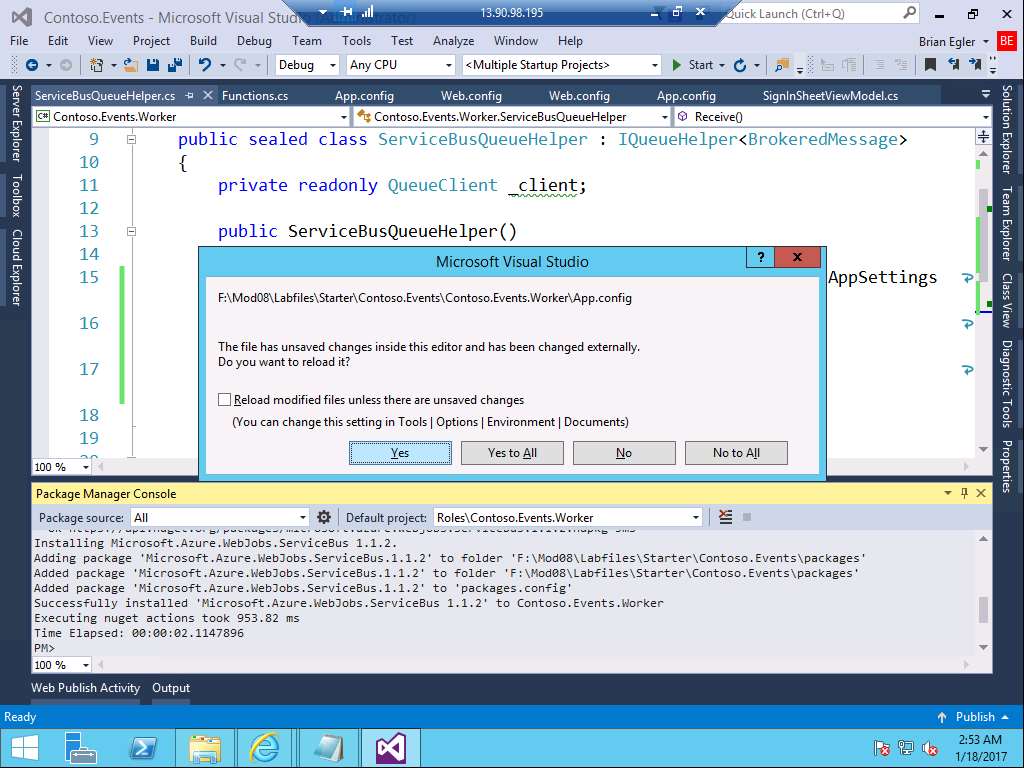 Contoso.Events - Microsoft Visual Studio (Administrator)
13.90.98.195
Quick Launch (Ctrl+Q)
File Edit View Project Build Debug Team Tools Test Analyze Window Help
Brian Egler
BE
Debug Any CPU <Multiple Startup Projects> Start
ServiceBusQueueHelper.cs Functions.cs App.config Web.config Web.config App.config SignInSheetViewModel.cs
Contoso.Events.Worker Contoso.Events.Worker.ServiceBusQueueHelper Receive()
9 public sealed class ServiceBusQueueHelper : IQueueHelper<BrokeredMessage>
10 {
11 private readonly QueueClient _client;
12
13 public ServiceBusQueueHelper()
14
15 AppSettings
16
17
18
19
100 %
Server Explorer
Toolbox
Cloud Explorer
Solution Explorer
Team Explorer
Class View
Diagnostic Tools
Properties
Microsoft Visual Studio
?
F:\Mod08\Labfiles\Starter\Contoso.Events\Contoso.Events.Worker\App.config
The file has unsaved changes inside this editor and has been changed externally.
Do you want to reload it?
Reload modified files unless there are unsaved changes
(You can change this setting in Tools | Options | Environment | Documents)
Yes Yes to All No No to All
Package Manager Console
Package source: All Default project: Roles\Contoso.Events.Worker
Installing Microsoft.Azure.WebJobs.ServiceBus 1.1.2.
Adding package 'Microsoft.Azure.WebJobs.ServiceBus.1.1.2' to folder 'F:\Mod08\Labfiles\Starter\Contoso.Events\packages'
Added package 'Microsoft.Azure.WebJobs.ServiceBus.1.1.2' to folder 'F:\Mod08\Labfiles\Starter\Contoso.Events\packages'
Added package 'Microsoft.Azure.WebJobs.ServiceBus.1.1.2' to 'packages.config'
Successfully installed 'Microsoft.Azure.WebJobs.ServiceBus 1.1.2' to Contoso.Events.Worker
Executing nuget actions took 953.82 ms
Time Elapsed: 00:00:02.1147896
PM>
100 %
Web Publish Activity Output
Ready
Publish
2:53 AM
1/18/2017